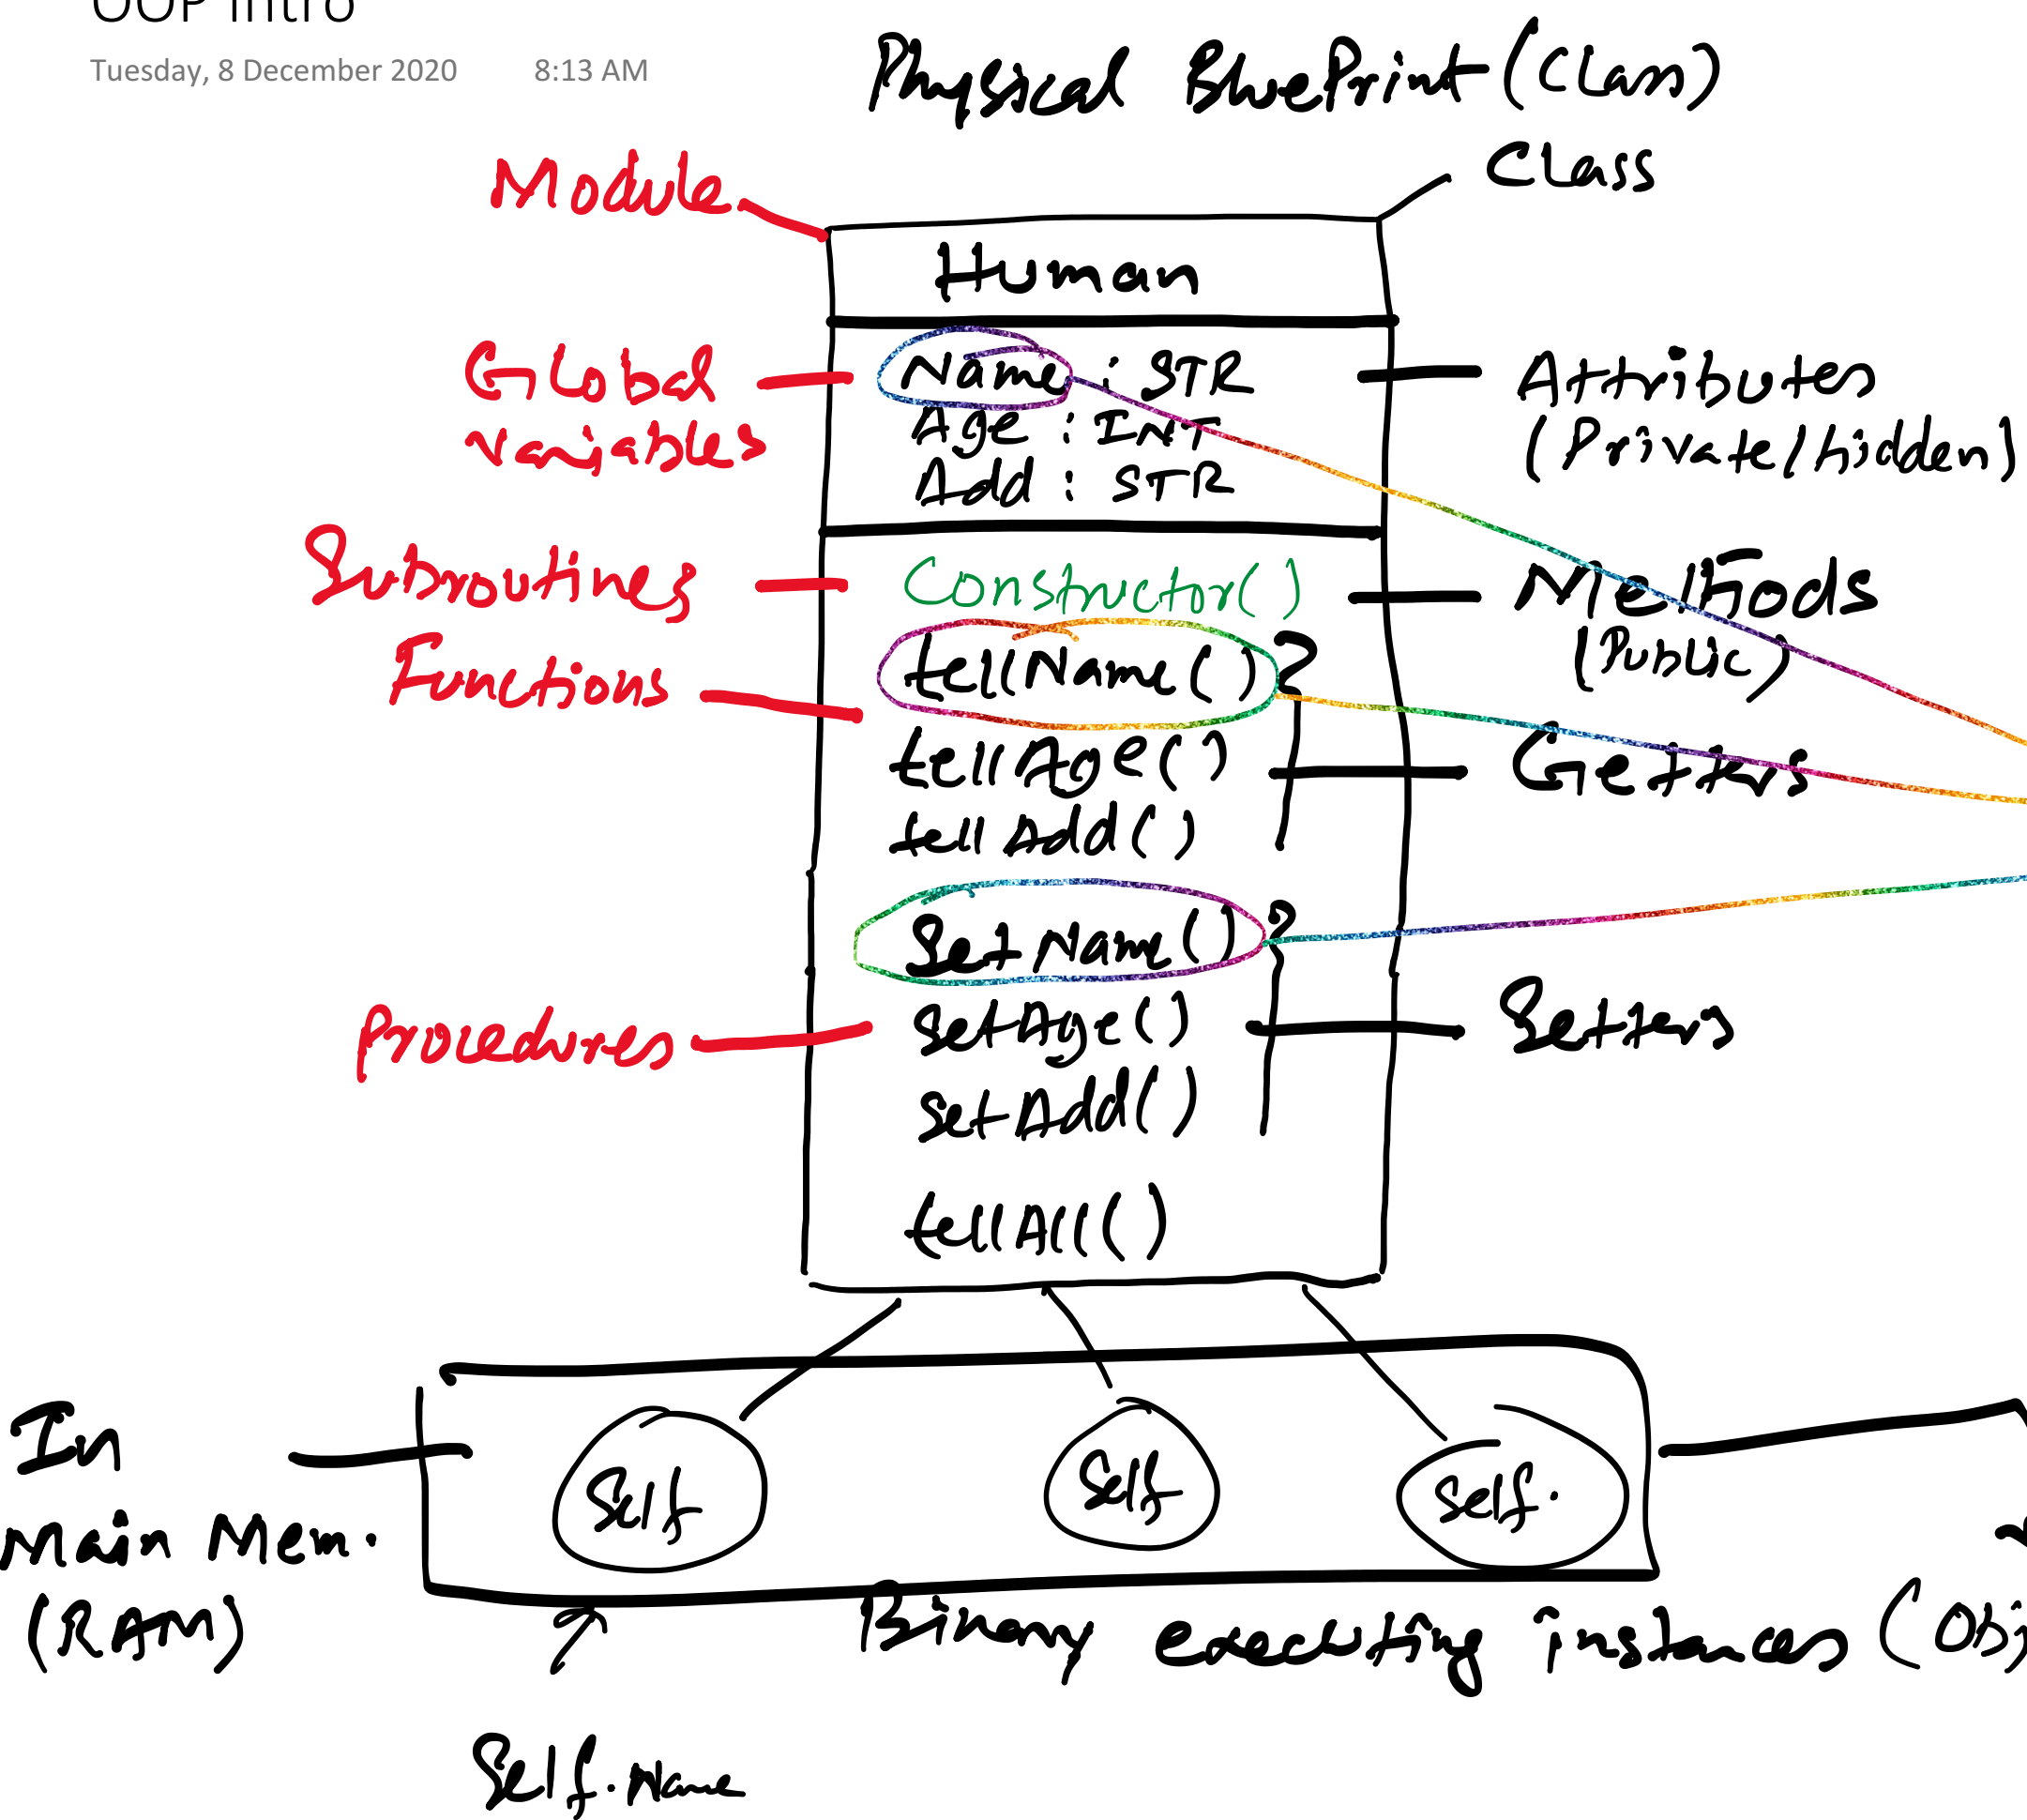 OOP Intro
Tuesday, 8 December 2020 8:13 AM
Physical BluePrint (Class)
Class
Module
Human
Global
Variables
Name : STR
Age : INT
Add : STR
Attributes
(Private/hidden)
Subroutines
Functions
Constructor()
Methods
(Public)
tellName()
tellAge()
tellAdd()
Getters
SetName()
Procedures
SetAge()
Setters
SetAdd()
tellAll()
In
Main Mem.
(RAM)
Self
Self
Self.
Binary executing instances (Obj
Self.Name